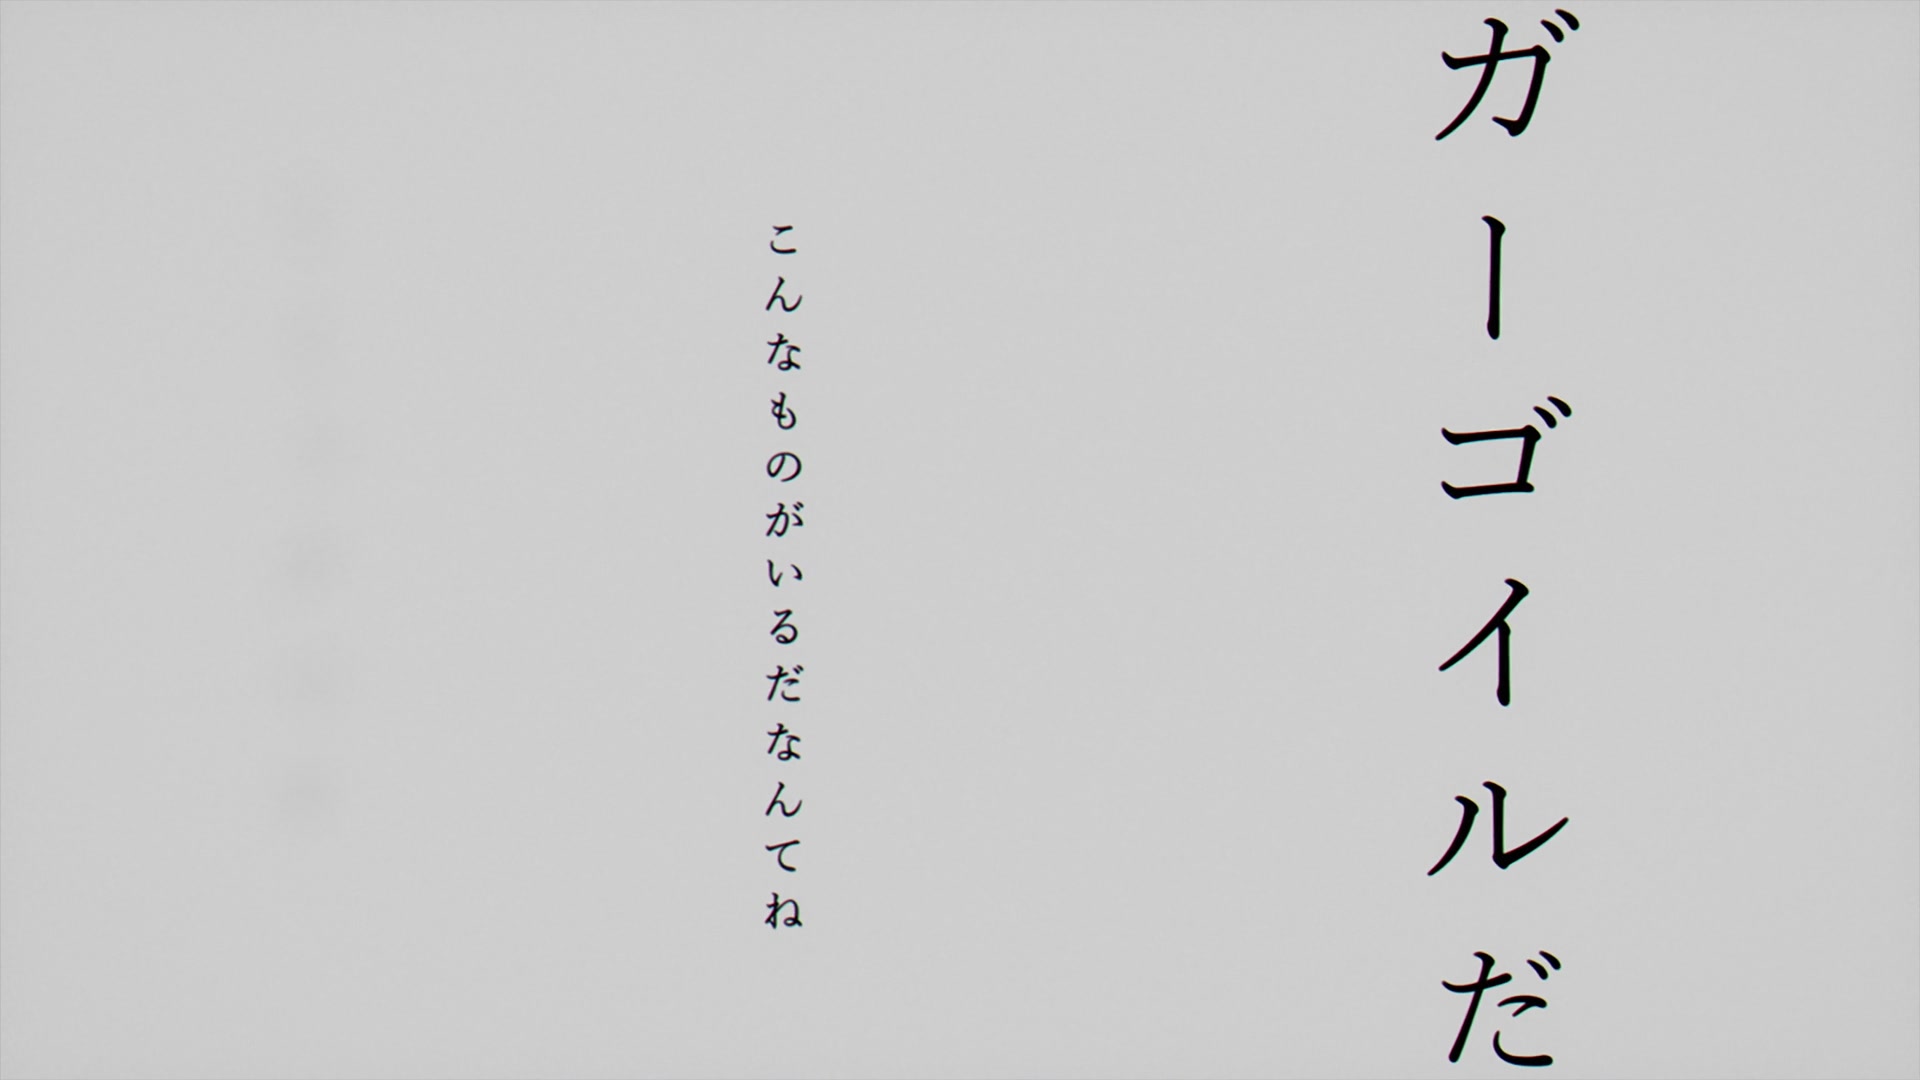 ガーゴイルだ
こんなものがいるだなんてね